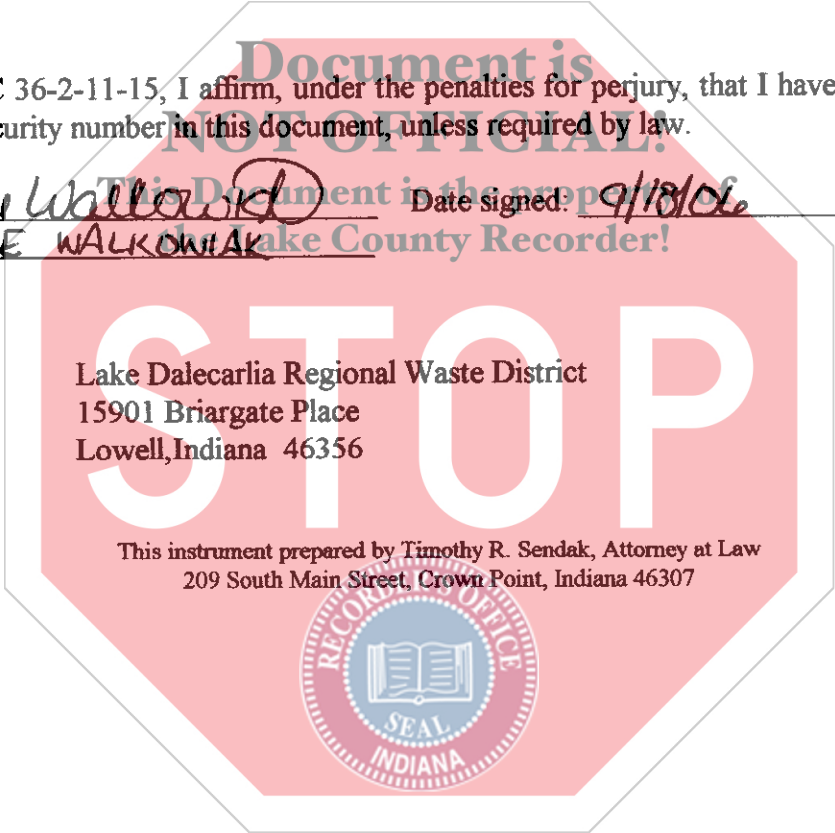 Document is
C 36-2-11-15, I affirm, under the penalties for perjury, that I have
curity number in this document, unless required by law.
NOT OFFICIAL!
This Document is the property of
Date signed: 9/18/06
the Lake County Recorder!
E WALKOWIAK
STOP
Lake Dalecarlia Regional Waste District
15901 Briargate Place
Lowell, Indiana 46356
This instrument prepared by Timothy R. Sendak, Attorney at Law
209 South Main Street, Crown Point, Indiana 46307
RECORDER'S OFFICE
SEAL
INDIANA